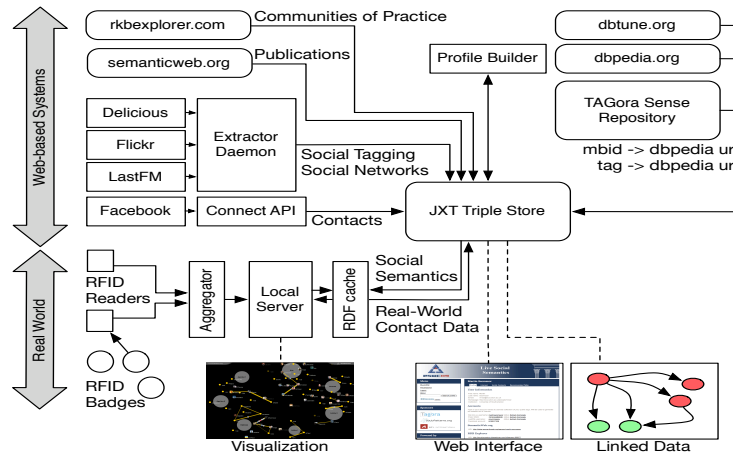 Web-based Systems
Real World
rkbexplorer.com
Communities of Practice
semanticweb.org
Publications
Profile Builder
dbtune.org
dbpedia.org
TAGora Sense
Repository
mbid -> dbpedia ur
tag -> dbpedia ur
Delicious
Flickr
LastFM
Extractor
Daemon
Social Tagging
Social Networks
Facebook
Connect API
Contacts
JXT Triple Store
RFID
Readers
Aggregator
Local
Server
RDF cache
Social
Semantics
Real-World
Contact Data
RFID
Badges
Live Social
Semantics
Tagora
Visualization
Web Interface
Linked Data